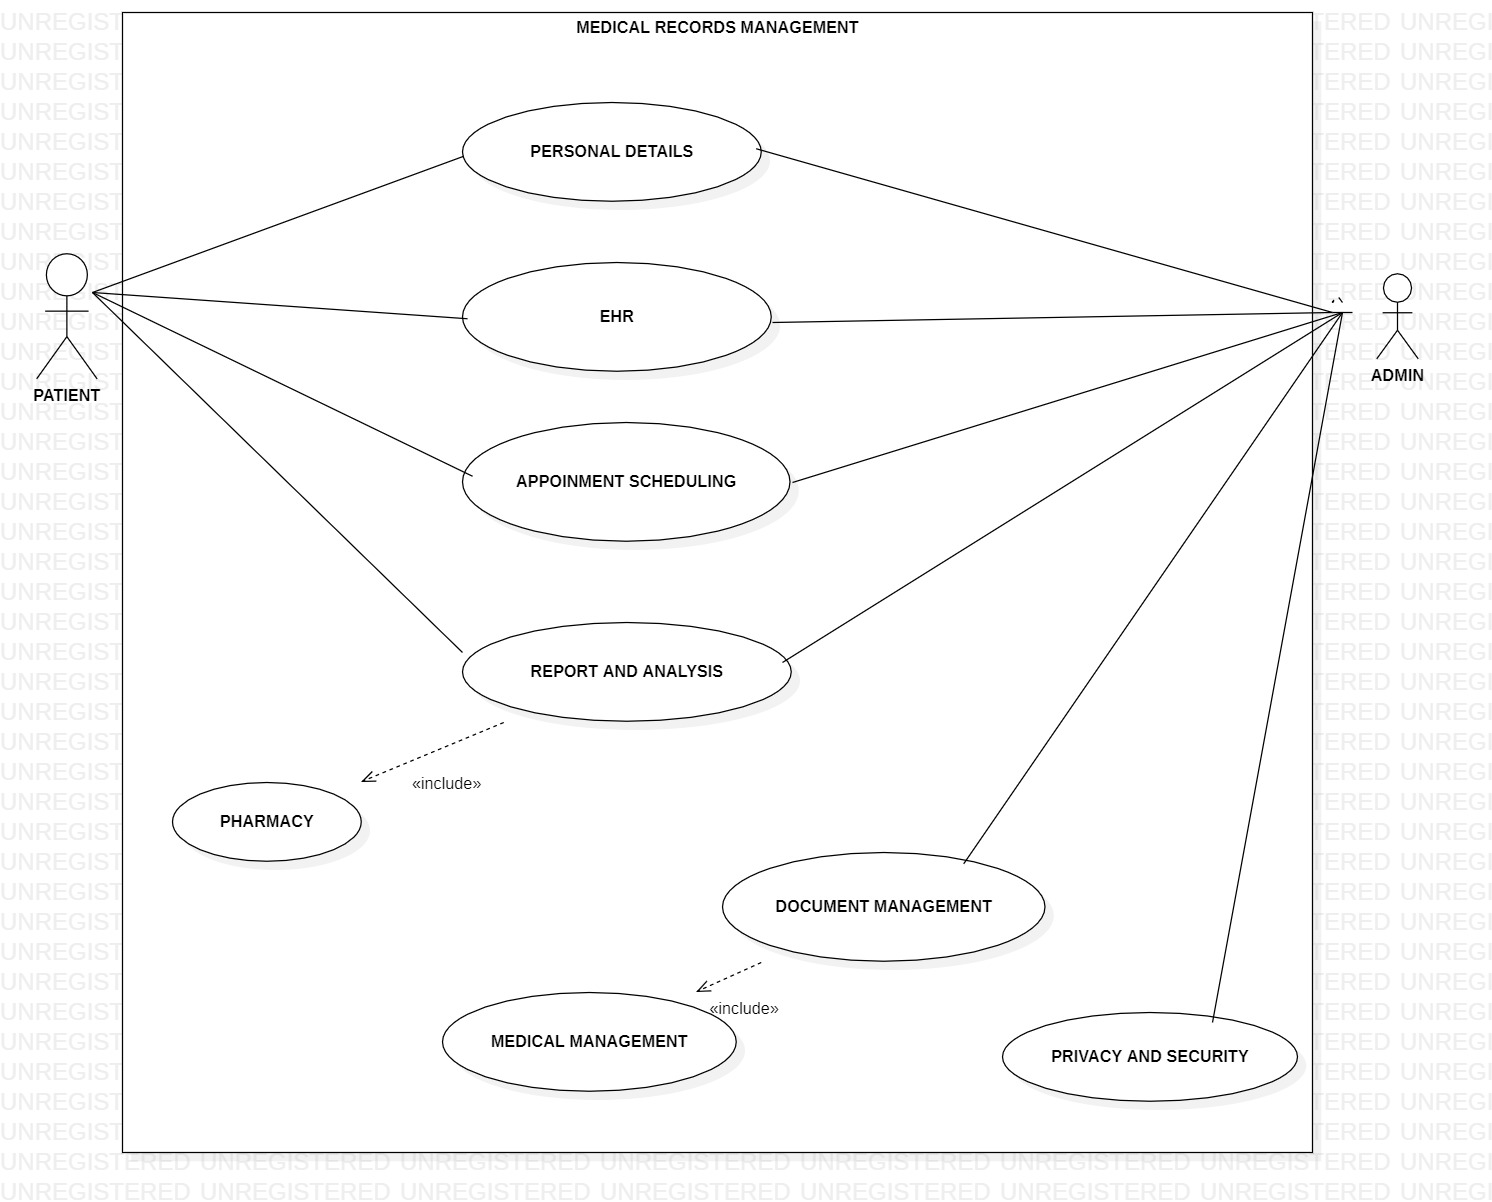 MEDICAL RECORDS MANAGEMENT
PERSONAL DETAILS
EHR
PATIENT
ADMIN
APPOINMENT SCHEDULING
REPORT AND ANALYSIS
«include»
PHARMACY
DOCUMENT MANAGEMENT
«include»
MEDICAL MANAGEMENT
PRIVACY AND SECURITY
UNREGISTERED UNREGISTERED UNREGISTERED UNREGISTERED UNREGISTERED UNREGISTERED UNREGISTERED UNREGI